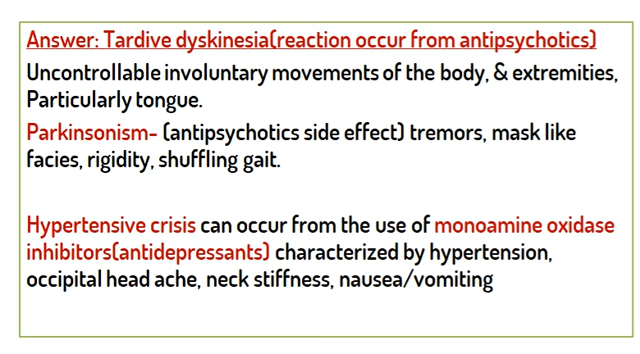 Answer: Tardive dyskinesia(reaction occur from antipsychotics)
Uncontrollable involuntary movements of the body, & extremities,
Particularly tongue.
Parkinsonism- (antipsychotics side effect) tremors, mask like
facies, rigidity, shuffling gait.
Hypertensive crisis can occur from the use of monoamine oxidase
inhibitors(antidepressants) characterized by hypertension,
occipital head ache, neck stiffness, nausea/vomiting